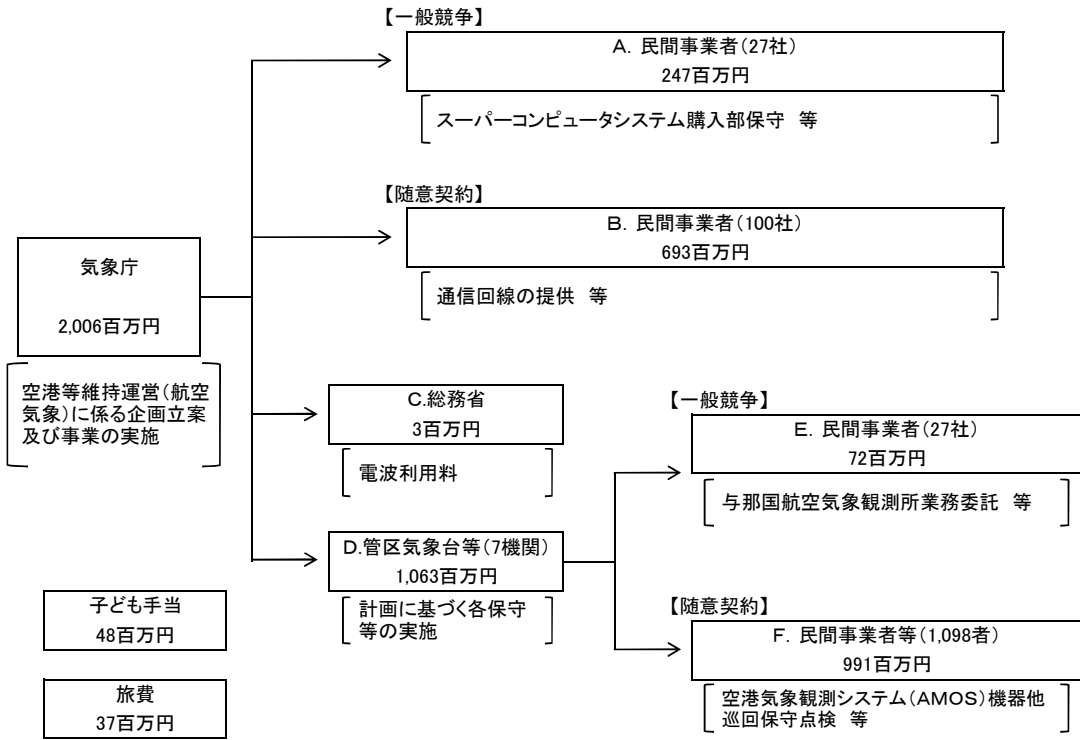 【一般競争】
A. 民間事業者(27社)
247百万円
スーパーコンピュータシステム購入部保守 等
【随意契約】
B. 民間事業者(100社)
693百万円
通信回線の提供 等
気象庁
2,006百万円
空港等維持運営(航空
気象)に係る企画立案
及び事業の実施
C.総務省
3百万円
電波利用料
D.管区気象台等(7機関)
1,063百万円
計画に基づく各保守
等の実施
【一般競争】
E. 民間事業者(27社)
72百万円
与那国航空気象観測所業務委託 等
【随意契約】
F. 民間事業者等(1,098者)
991百万円
空港気象観測システム(AMOS)機器他
巡回保守点検 等
子ども手当
48百万円
旅費
37百万円